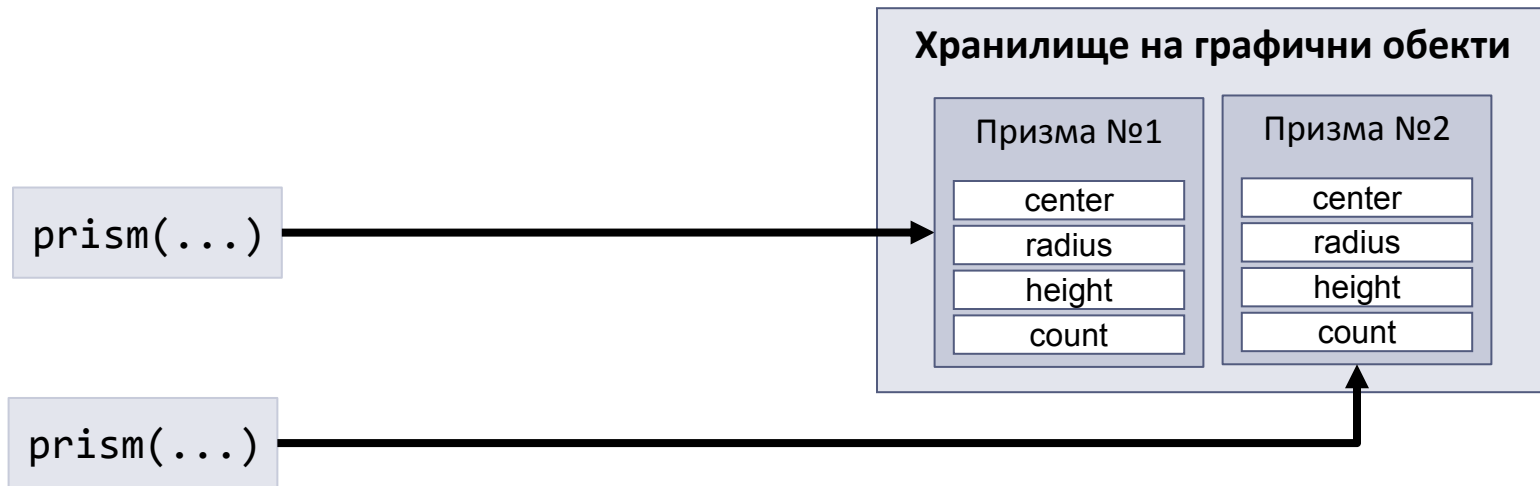 Хранилище на графични обекти
Призма №1
center
radius
height
count
Призма №2
center
radius
height
count
prism(...)
prism(...)